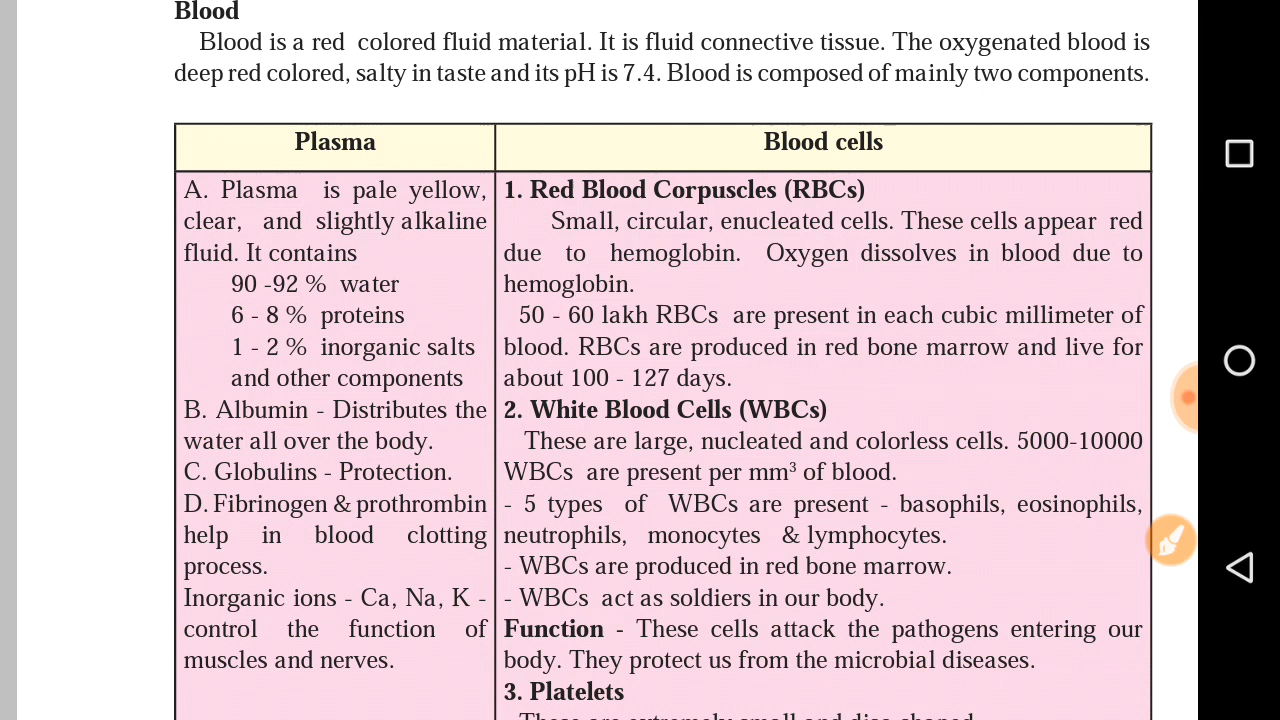 Blood
Blood is a red colored fluid material. It is fluid connective tissue. The oxygenated blood is
deep red colored, salty in taste and its pH is 7.4. Blood is composed of mainly two components.
Plasma
A. Plasma is pale yellow,
clear, and slightly alkaline
fluid. It contains
90 -92 % water
6 - 8 % proteins
1 - 2 % inorganic salts
and other components
B. Albumin - Distributes the
water all over the body.
C. Globulins - Protection.
D. Fibrinogen & prothrombin
help in blood clotting
process.
Inorganic ions - Ca, Na, K -
control the function of
muscles and nerves.
Blood cells
1. Red Blood Corpuscles (RBCs)
Small, circular, enucleated cells. These cells appear red
due to hemoglobin. Oxygen dissolves in blood due to
hemoglobin.
50 - 60 lakh RBCs are present in each cubic millimeter of
blood. RBCs are produced in red bone marrow and live for
about 100 - 127 days.
2. White Blood Cells (WBCs)
These are large, nucleated and colorless cells. 5000-10000
WBCs are present per mm³ of blood.
- 5 types of WBCs are present - basophils, eosinophils,
neutrophils, monocytes & lymphocytes.
- WBCs are produced in red bone marrow.
- WBCs act as soldiers in our body.
Function - These cells attack the pathogens entering our
body. They protect us from the microbial diseases.
3. Platelets
These are extremely small and disc shaped